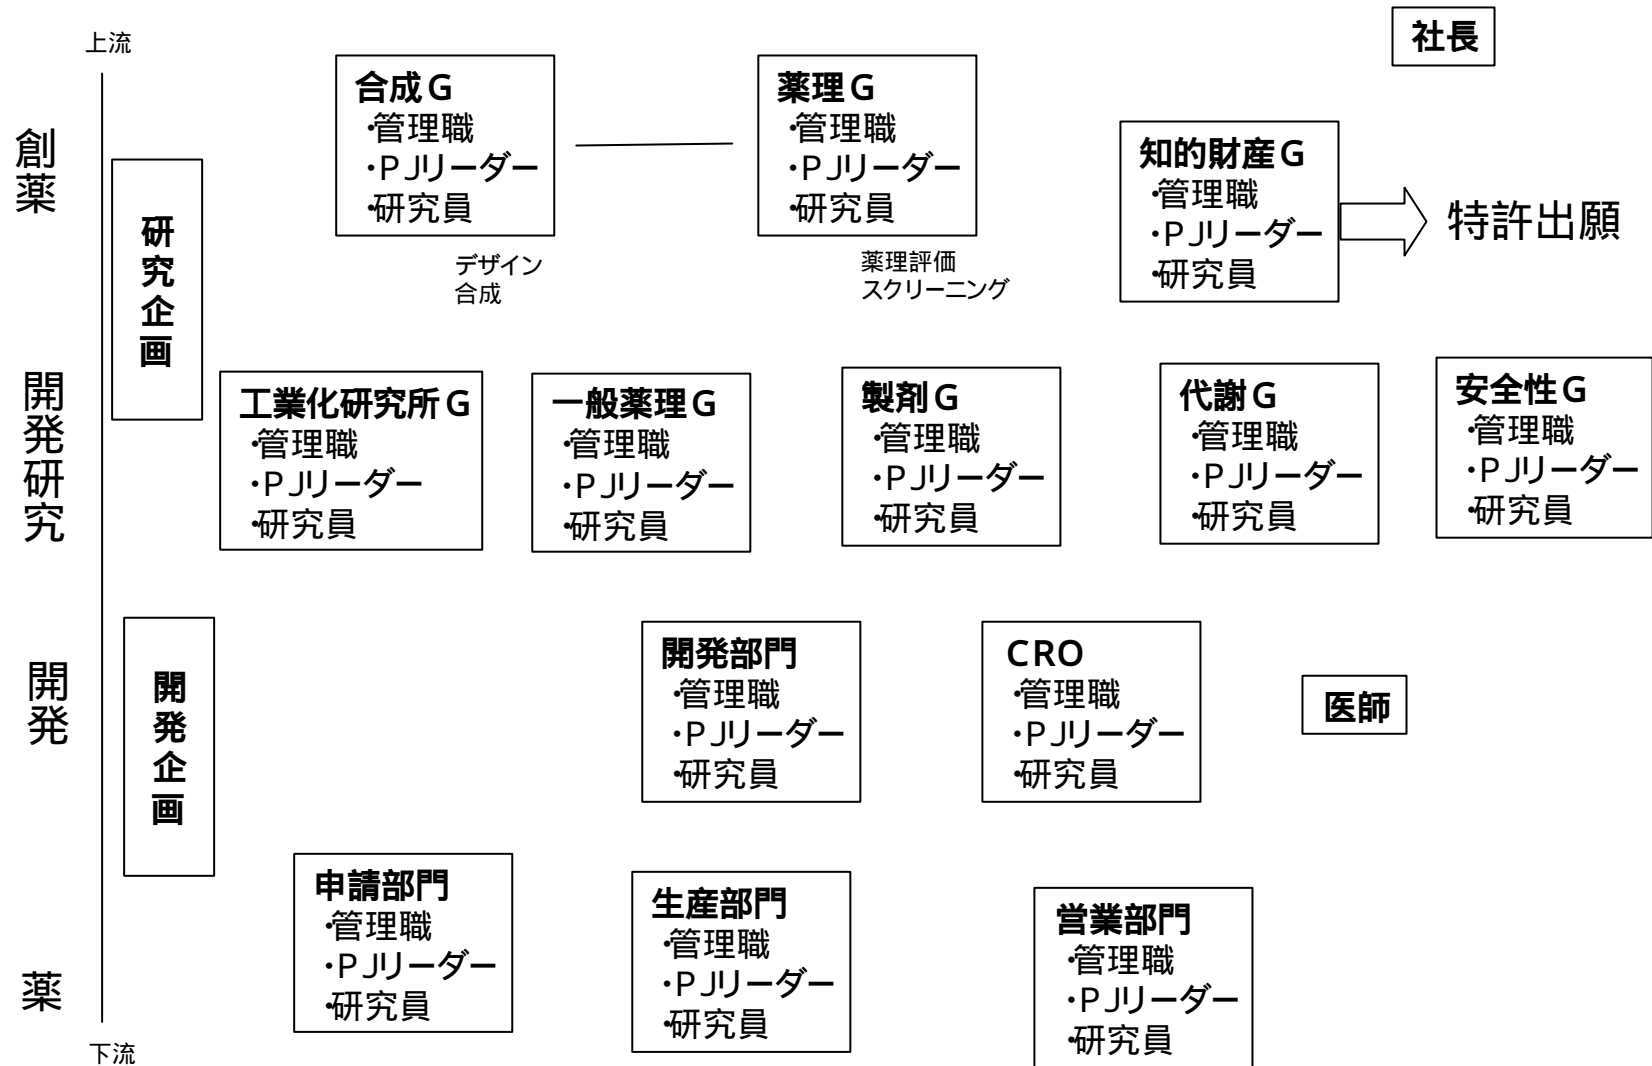 社長
上流
創薬
研究企画
合成G
・管理職
・PJリーダー
・研究員
デザイン
合成
薬理G
・管理職
・PJリーダー
・研究員
薬理評価
スクリーニング
知的財産G
・管理職
・PJリーダー
・研究員
特許出願
開発研究
工業化研究所G
・管理職
・PJリーダー
・研究員
一般薬理G
・管理職
・PJリーダー
・研究員
製剤G
・管理職
・PJリーダー
・研究員
代謝G
・管理職
・PJリーダー
・研究員
安全性G
・管理職
・PJリーダー
・研究員
開発
開発企画
開発部門
・管理職
・PJリーダー
・研究員
CRO
・管理職
・PJリーダー
・研究員
医師
薬
申請部門
・管理職
・PJリーダー
・研究員
生産部門
・管理職
・PJリーダー
・研究員
営業部門
・管理職
・PJリーダー
・研究員
下流